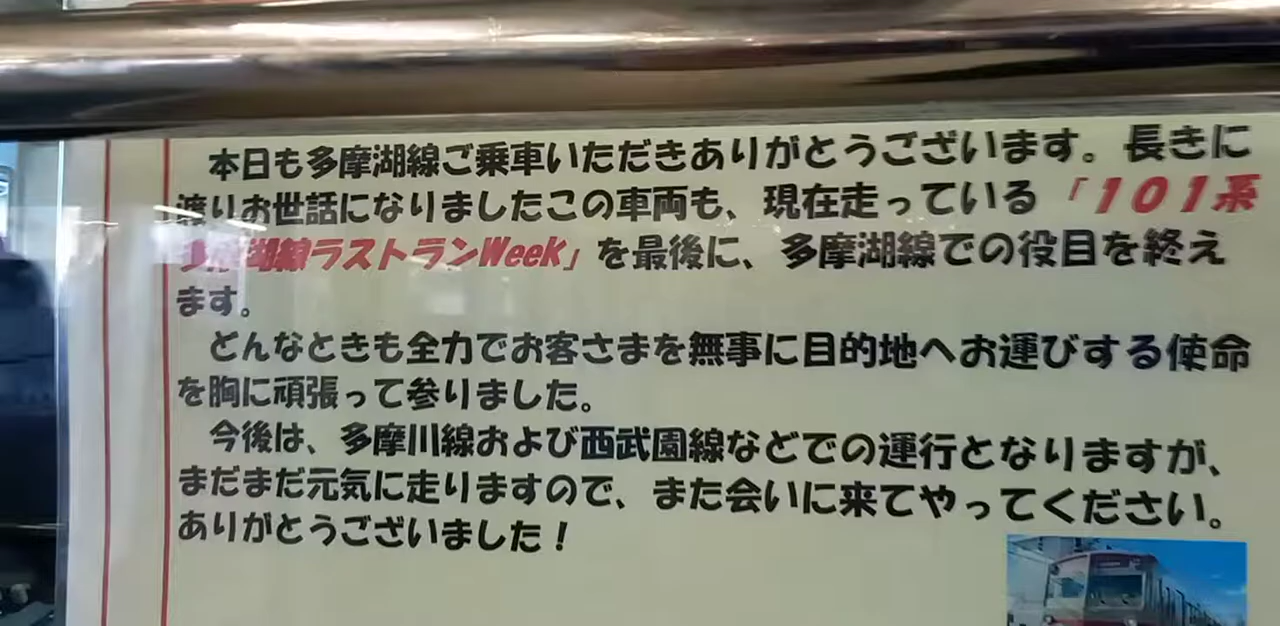 本日も多摩湖線ご乗車いただきありがとうございます。長きに
渡りお世話になりましたこの車両も、現在走っている「101系
多摩湖線ラストランWeek」を最後に、多摩湖線での役目を終え
ます。
どんなときも全力でお客さまを無事に目的地へお運びする使命
を胸に頑張って参りました。
今後は、多摩川線および西武園線などでの運行となりますが、
まだまだ元気に走りますので、また会いに来てやってください。
ありがとうございました！